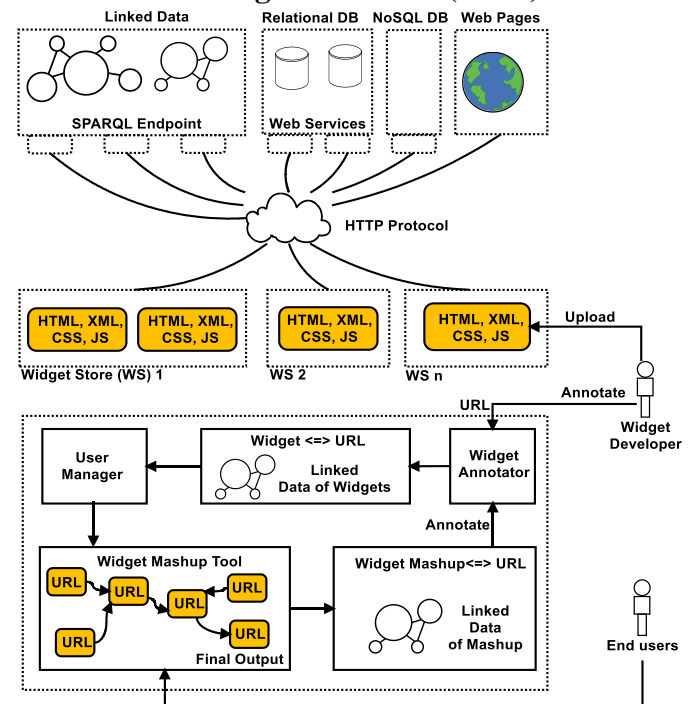 Linked Data
Relational DB
NoSQL DB
Web Pages
SPARQL Endpoint
Web Services
HTTP Protocol
HTML, XML,
CSS, JS
HTML, XML,
CSS, JS
HTML, XML,
CSS, JS
HTML, XML,
CSS, JS
Upload
Widget Store (WS) 1
WS 2
WS n
Annotate
URL
Widget
Developer
User
Manager
Widget <=> URL
Linked
Data of Widgets
Widget
Annotator
Annotate
Widget Mashup Tool
URL
URL
URL
URL
URL
URL
Final Output
Widget Mashup<=> URL
Linked
Data
of Mashup
End users